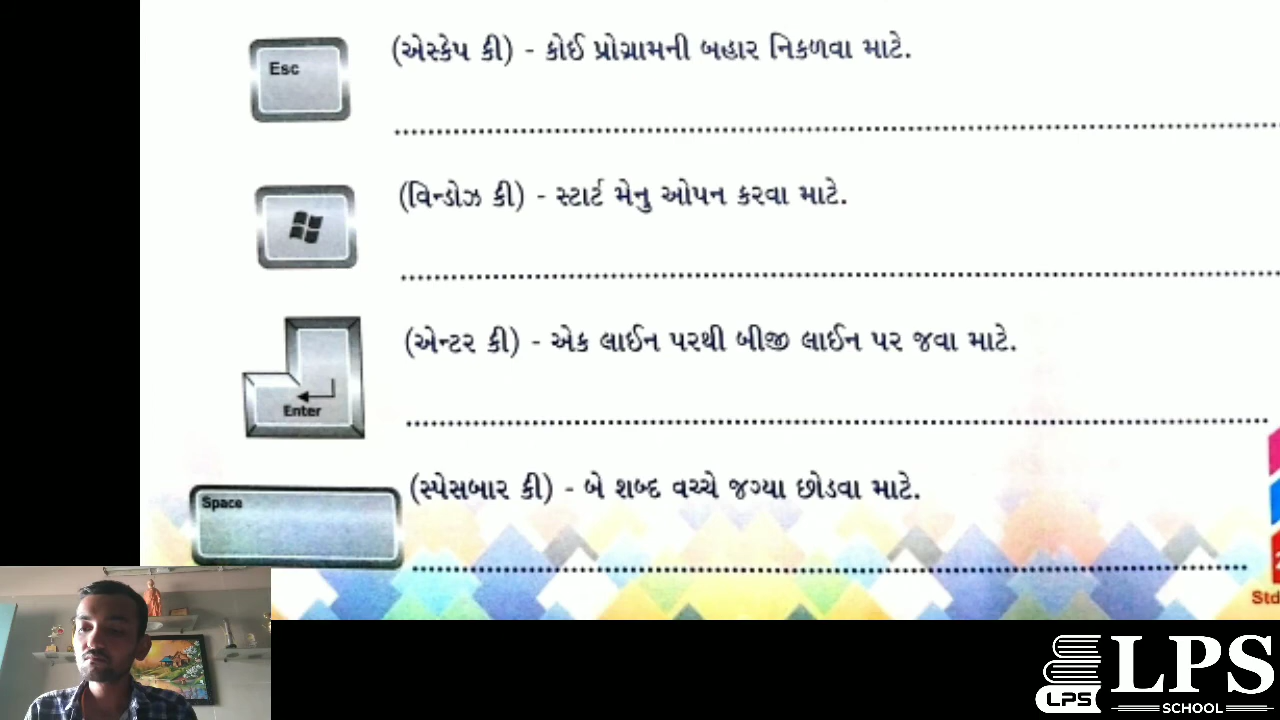 Esc
(એસ્કેપ કી) - કોઈ પ્રોગ્રામની બહાર નિકળવા માટે.
(વિન્ડોઝ કી) - સ્ટાર્ટ મેનુ ઓપન કરવા માટે.
(એન્ટર કી) - એક લાઈન પરથી બીજી લાઈન પર જવા માટે.
Enter
Space
(સ્પેસબાર કી) - બે શબ્દ વચ્ચે જગ્યા છોડવા માટે.
Std
LPS
LPS
SCHOOL